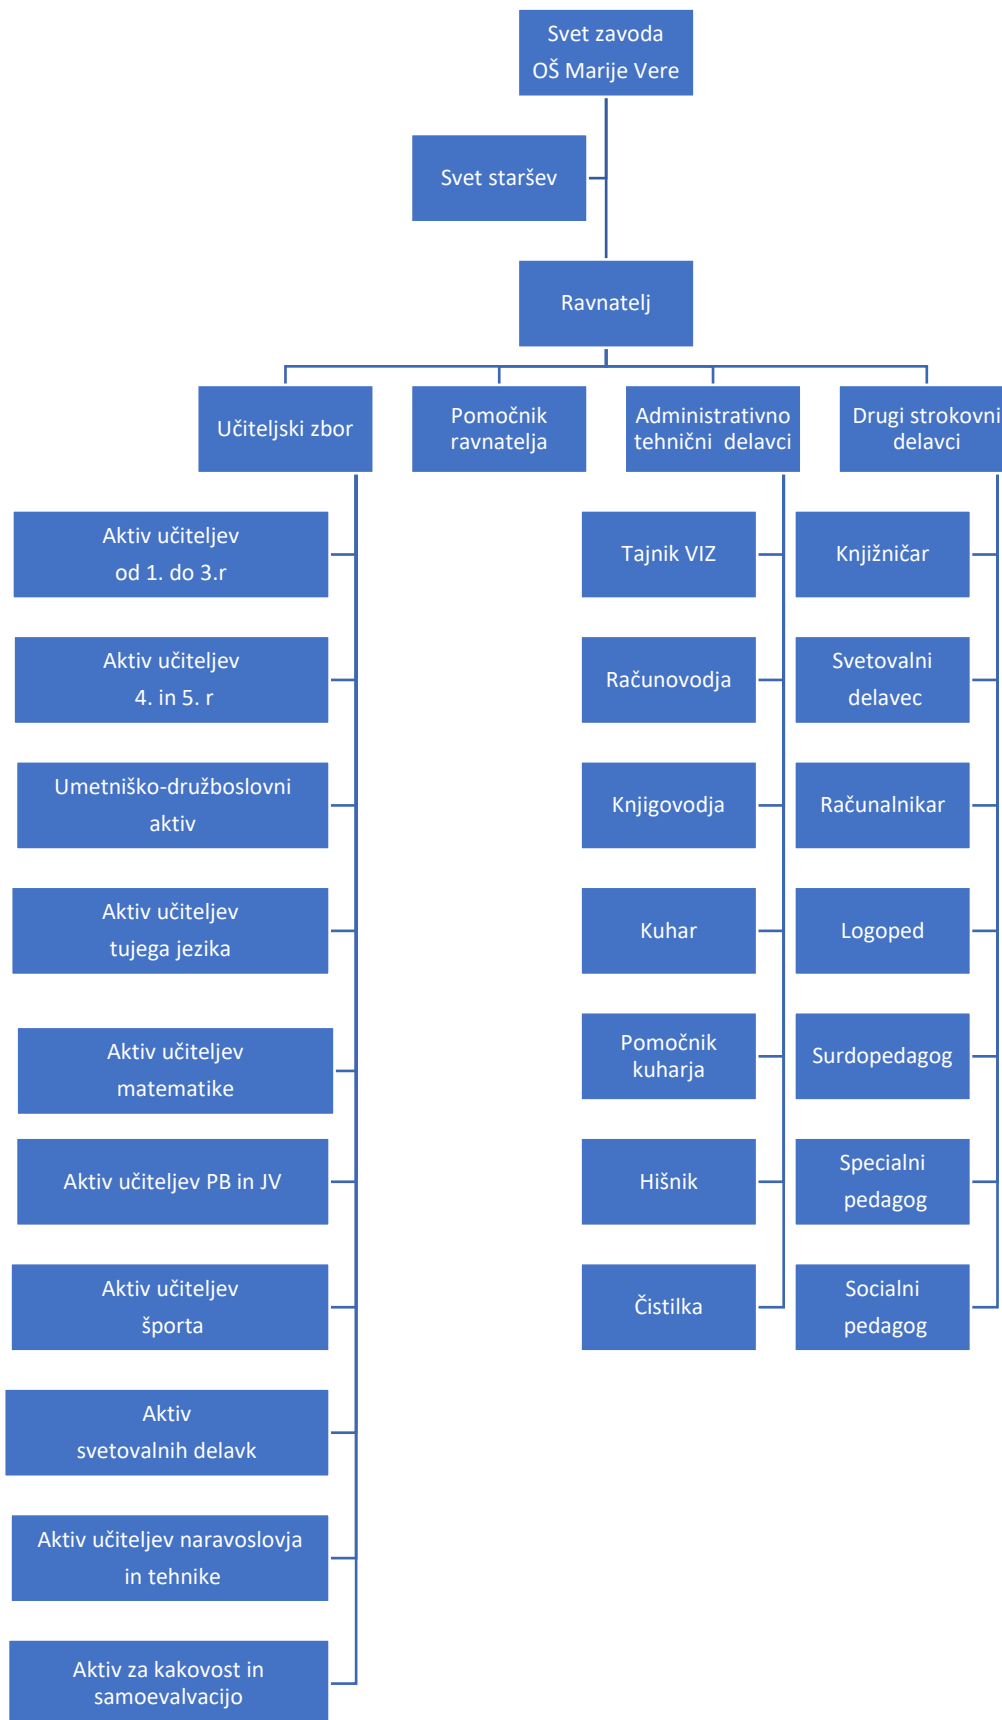 Svet zavoda
OŠ Marije Vere
Svet staršev
Ravnatelj
Učiteljski zbor
Pomočnik
ravnatelja
Administrativno
tehnični delavci
Drugi strokovni
delavci
Aktiv učiteljev
od 1. do 3.r
Aktiv učiteljev
4. in 5. r
Umetniško-družboslovni
aktiv
Aktiv učiteljev
tujega jezika
Aktiv učiteljev
matematike
Aktiv učiteljev PB in JV
Aktiv učiteljev
športa
Aktiv
svetovalnih delavk
Aktiv učiteljev naravoslovja
in tehnike
Aktiv za kakovost in
samoevalvacijo
Tajnik VIZ
Računovodja
Knjigovodja
Kuhar
Pomočnik
kuharja
Hišnik
Čistilka
Knjižničar
Svetovalni
delavec
Računalnikar
Logoped
Surdopedagog
Specialni
pedagog
Socialni
pedagog